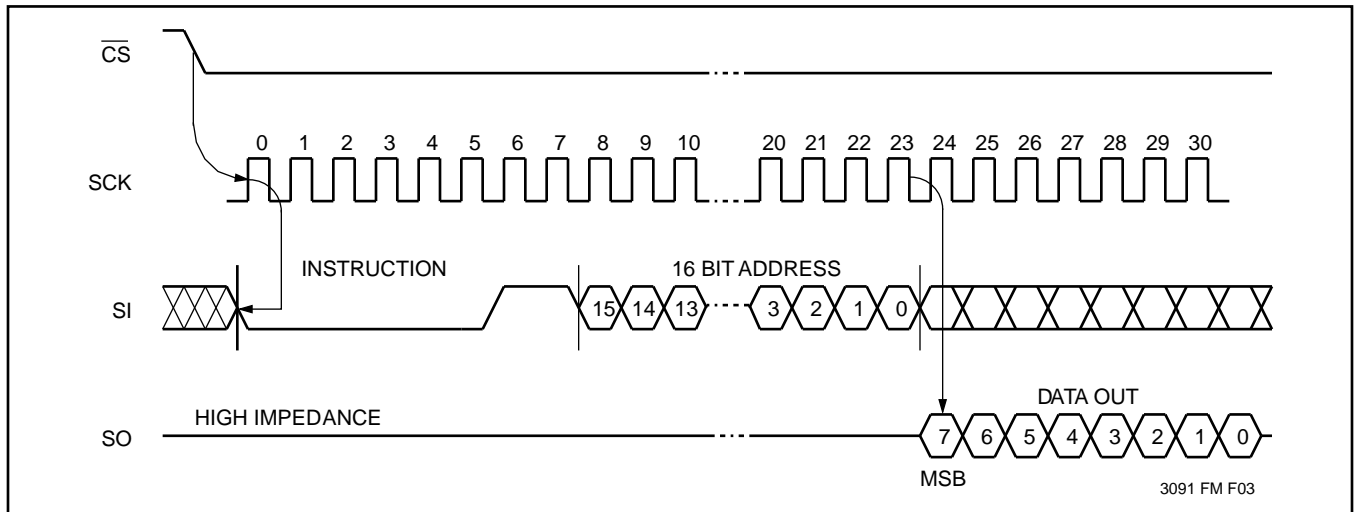 CS
0 1 2 3 4 5 6 7 8 9 10 20 21 22 23 24 25 26 27 28 29 30
SCK
INSTRUCTION 16 BIT ADDRESS
SI 15 14 13 3 2 1 0
HIGH IMPEDANCE DATA OUT
SO 7 6 5 4 3 2 1 0
MSB
3091 FM F03